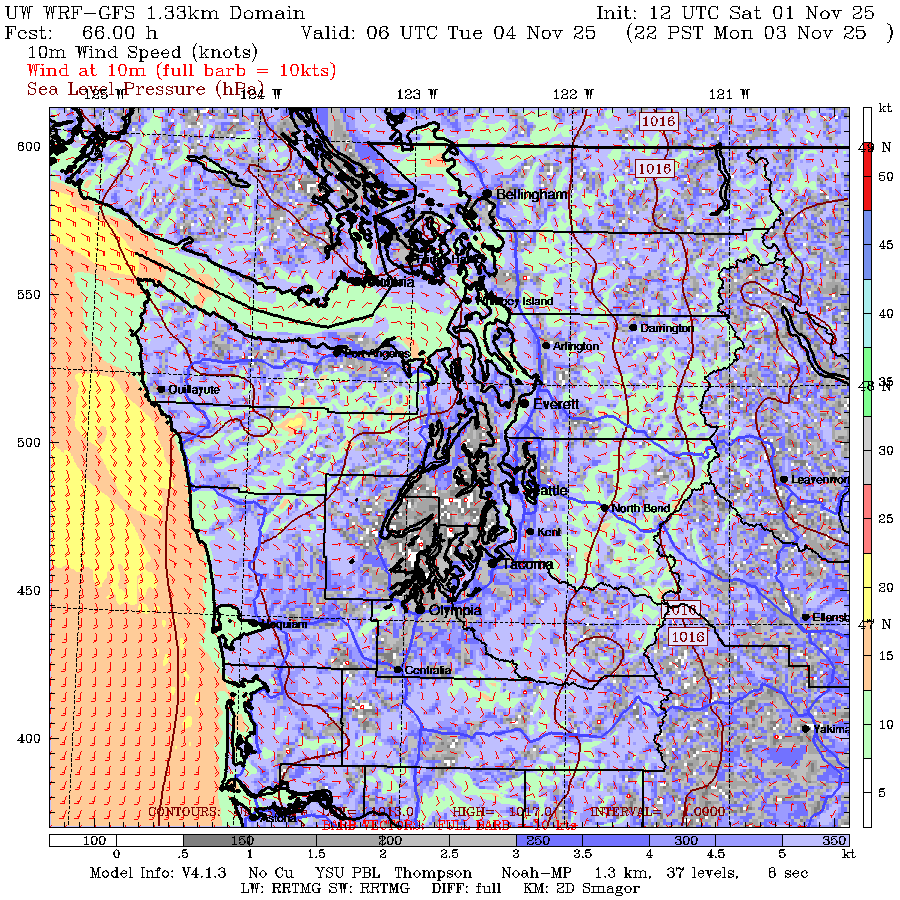 UW WRF-GFS 1.33km Domain Init: 12 UTC Sat 01 Nov 25
Fcst: 66.00 h Valid: 06 UTC Tue 04 Nov 25 (22 PST Mon 03 Nov 25 )
10m Wind Speed (knots)
Wind at 10m (full barb = 10kts)
Sea Level Pressure (hPa)
125 W 124 W 123 W 122 W 121 W kt
1016
600 49 N
1016
50
Bellingham
45
550 Whidbey Island 40
Darrington
Arlington
Port Angeles
Quillayute 35
48 N
Everett
500
30
Leavenwor
Seattle
North Bend
25
Kent
Tacoma
450 20
1016
Olympia
Hoquiam Ellensb
47 N
1016
15
Centralia
10
400 Yakima
5
CONTOURS: 1013.0 HIGH= 1017.0 INTERVAL= 1.0000
Astoria
BARB VECTORS: FULL BARB = 10 kts
100 150 200 250 300 350
0 .5 1 1.5 2 2.5 3 3.5 4 4.5 5 kt
Model Info: V4.1.3 No Cu YSU PBL Thompson Noah-MP 1.3 km, 37 levels, 8 sec
LW: RRTMG SW: RRTMG DIFF: full KM: 2D Smagor